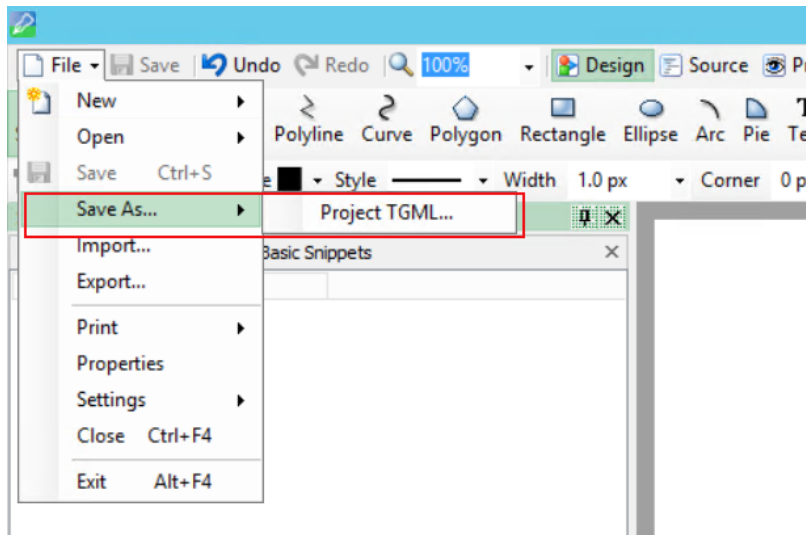 File Save Undo Redo 100% Design Source
New
Polyline Curve Polygon Rectangle Ellipse Arc Pie
Open
Save Ctrl+S
Style Width 1.0 px Corner
Save As... Project TGML...
Import... Basic Snippets
Export...
Print
Properties
Settings
Close Ctrl+F4
Exit Alt+F4